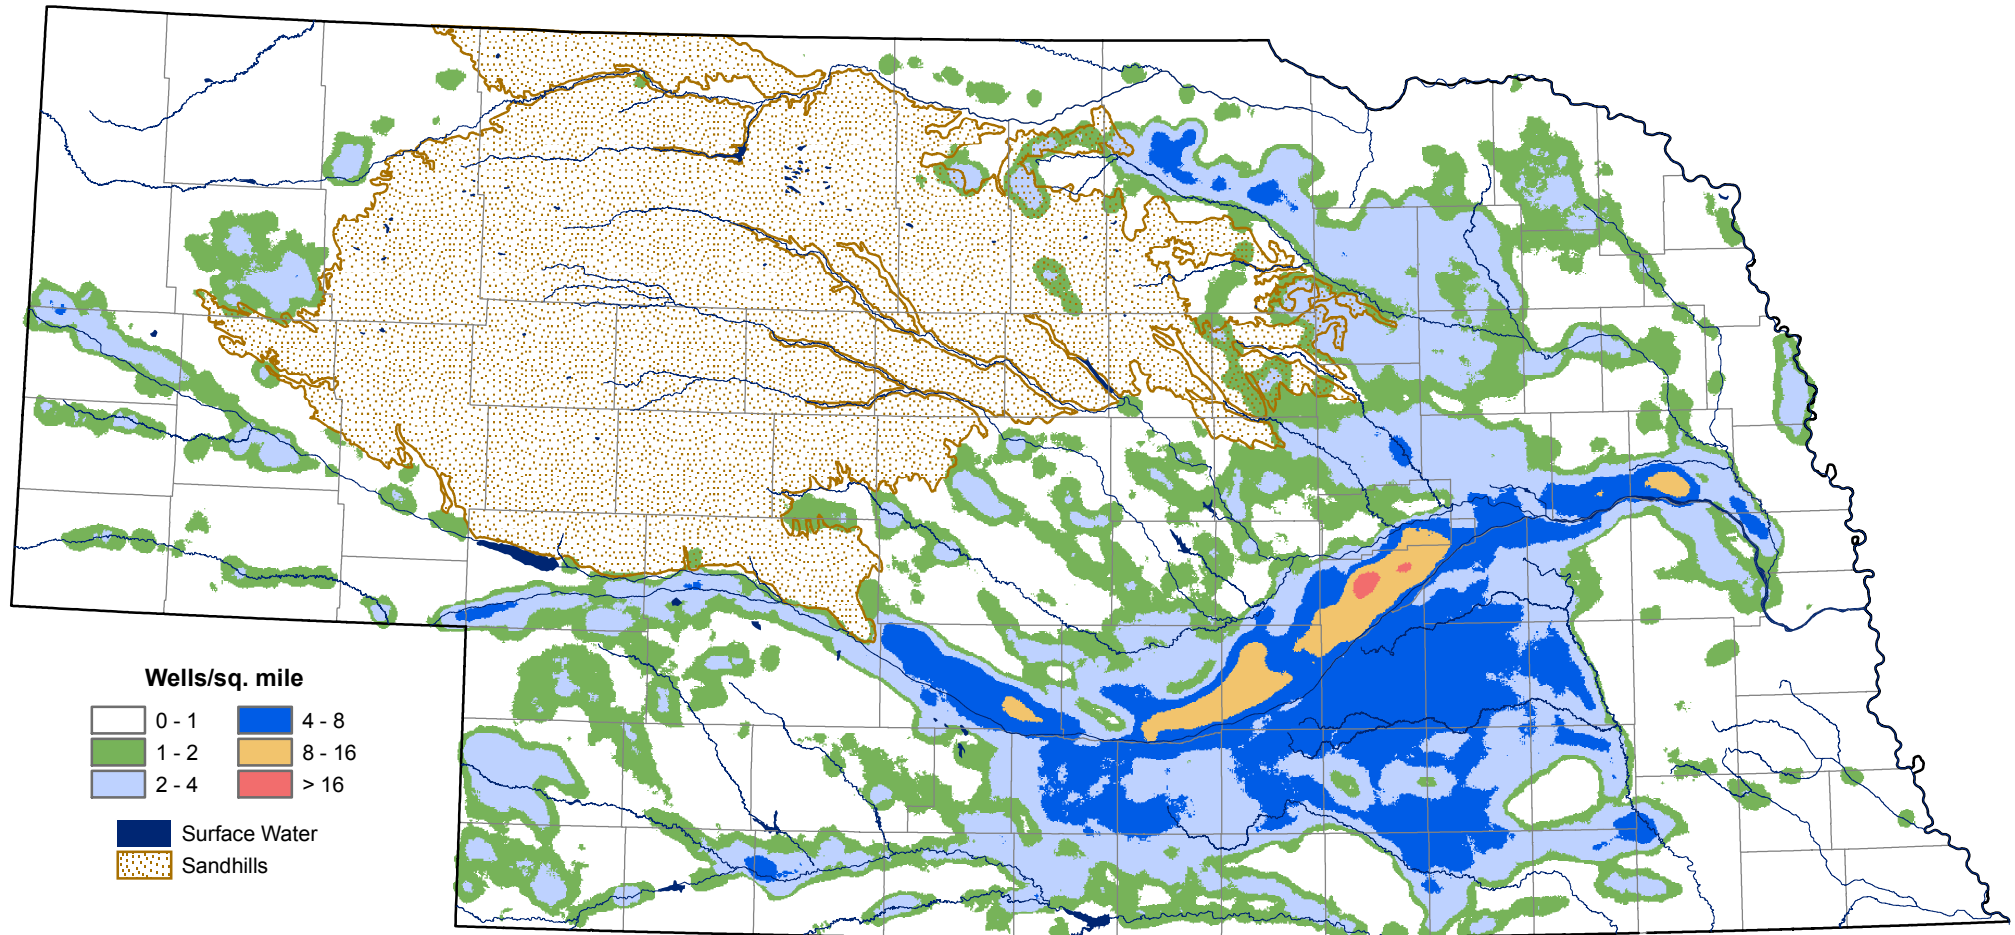 Wells/sq. mile
0 - 1
4 - 8
1 - 2
8 - 16
2 - 4
> 16
Surface Water
Sandhills